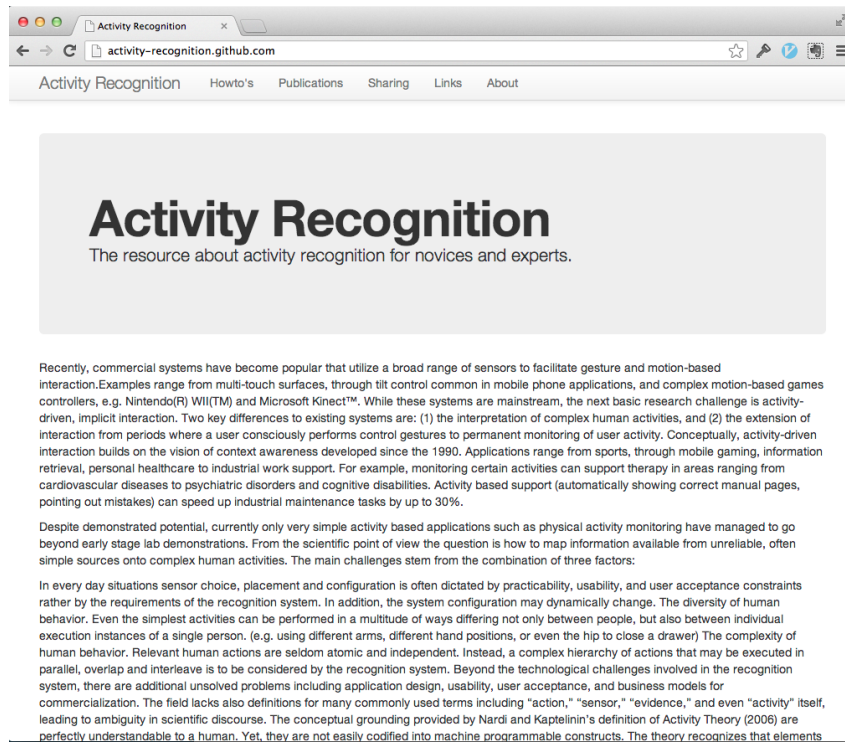 Activity Recognition
activity-recognition.github.com
Activity Recognition Howto's Publications Sharing Links About
Activity Recognition
The resource about activity recognition for novices and experts.
Recently, commercial systems have become popular that utilize a broad range of sensors to facilitate gesture and motion-based
interaction.Examples range from multi-touch surfaces, through tilt control common in mobile phone applications, and complex motion-based games
controllers, e.g. Nintendo(R) WII(TM) and Microsoft Kinect™. While these systems are mainstream, the next basic research challenge is activity-
driven, implicit interaction. Two key differences to existing systems are: (1) the interpretation of complex human activities, and (2) the extension of
interaction from periods where a user consciously performs control gestures to permanent monitoring of user activity. Conceptually, activity-driven
interaction builds on the vision of context awareness developed since the 1990. Applications range from sports, through mobile gaming, information
retrieval, personal healthcare to industrial work support. For example, monitoring certain activities can support therapy in areas ranging from
cardiovascular diseases to psychiatric disorders and cognitive disabilities. Activity based support (automatically showing correct manual pages,
pointing out mistakes) can speed up industrial maintenance tasks by up to 30%.
Despite demonstrated potential, currently only very simple activity based applications such as physical activity monitoring have managed to go
beyond early stage lab demonstrations. From the scientific point of view the question is how to map information available from unreliable, often
simple sources onto complex human activities. The main challenges stem from the combination of three factors:
In every day situations sensor choice, placement and configuration is often dictated by practicability, usability, and user acceptance constraints
rather by the requirements of the recognition system. In addition, the system configuration may dynamically change. The diversity of human
behavior. Even the simplest activities can be performed in a multitude of ways differing not only between people, but also between individual
execution instances of a single person. (e.g. using different arms, different hand positions, or even the hip to close a drawer) The complexity of
human behavior. Relevant human actions are seldom atomic and independent. Instead, a complex hierarchy of actions that may be executed in
parallel, overlap and interleave is to be considered by the recognition system. Beyond the technological challenges involved in the recognition
system, there are additional unsolved problems including application design, usability, user acceptance, and business models for
commercialization. The field lacks also definitions for many commonly used terms including “action,” “sensor,” “evidence,” and even “activity” itself,
leading to ambiguity in scientific discourse. The conceptual grounding provided by Nardi and Kaptelinin’s definition of Activity Theory (2006) are
perfectly understandable to a human. Yet, they are not easily codified into machine programmable constructs. The theory recognizes that elements